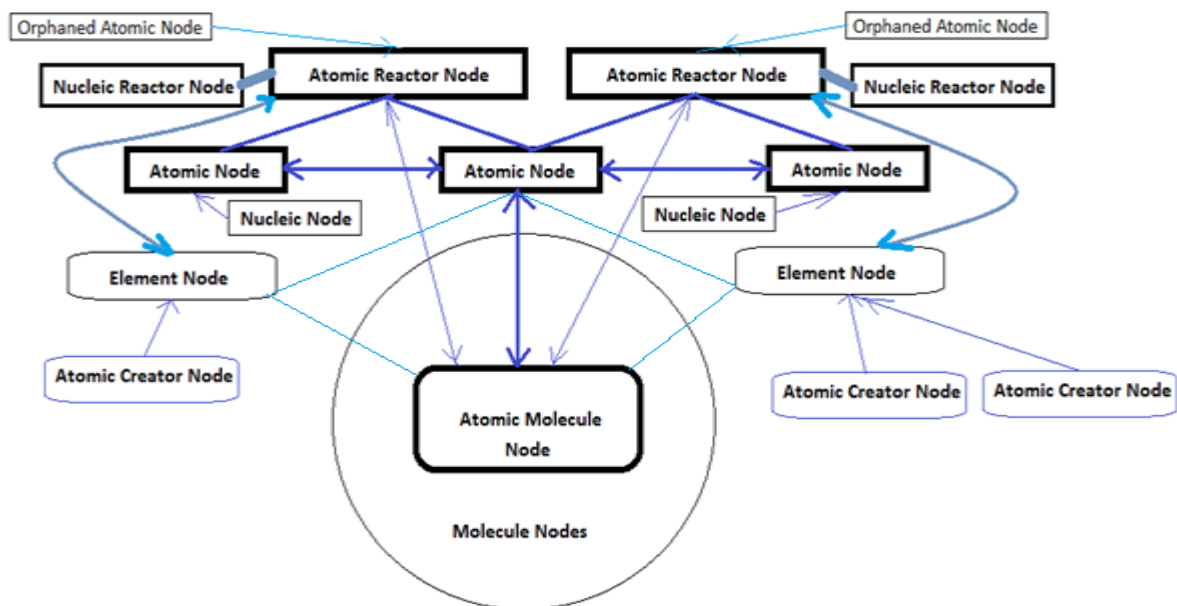 Orphaned Atomic Node
Orphaned Atomic Node
Atomic Reactor Node
Atomic Reactor Node
Nucleic Reactor Node
Nucleic Reactor Node
Atomic Node
Atomic Node
Atomic Node
Nucleic Node
Nucleic Node
Element Node
Element Node
Atomic Creator Node
Atomic Creator Node
Atomic Creator Node
Atomic Molecule
Node
Molecule Nodes